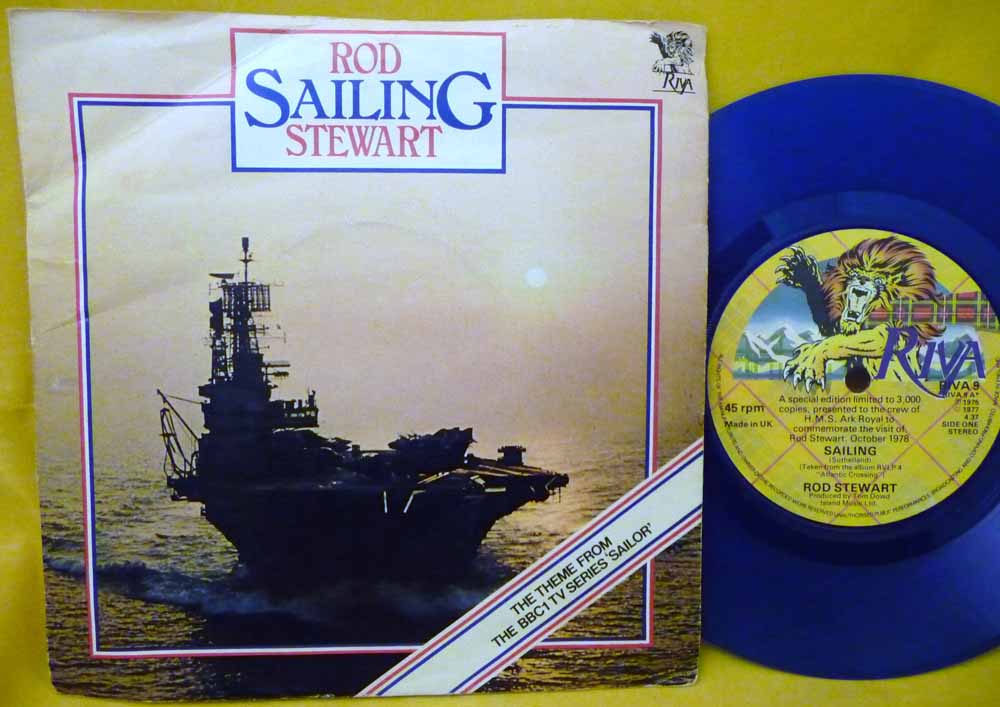 ROD
SAILING
STEWART
RIVA
THE THEME FROM
THE BBC1 TV SERIES 'SAILOR'
RIVA
RIVA 9
45 rpm
Made in UK
A special edition limited to 3,000
copies, presented to the crew of
H.M.S. Ark Royal to
commemorate the visit of
Rod Stewart. October 1978
℗ 1976
© 1977
4.37
SIDE ONE
STEREO
SAILING
(Sutherland)
(Taken from the album RVLP 4
"Atlantic Crossing")
ROD STEWART
Produced by Tom Dowd
Island Music Ltd.